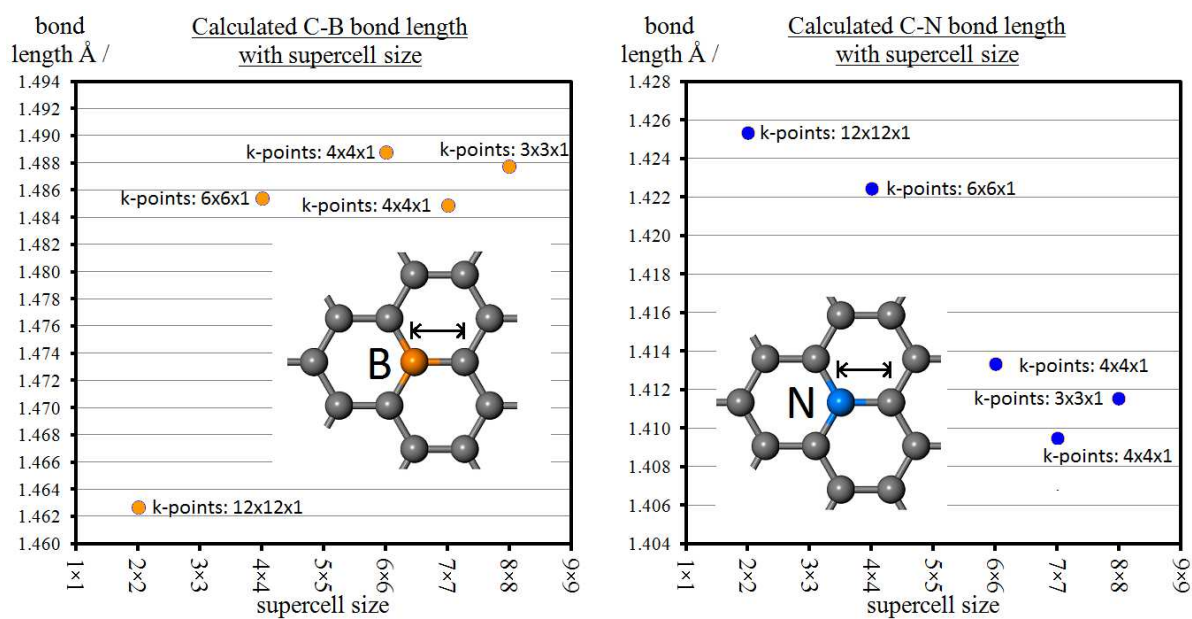 bond
length Å /
Calculated C-B bond length
with supercell size
1.494
1.492
1.490
1.488
1.486
1.484
1.482
1.480
1.478
1.476
1.474
1.472
1.470
1.468
1.466
1.464
1.462
1.460
k-points: 4x4x1
k-points: 3x3x1
k-points: 6x6x1
k-points: 4x4x1
B
k-points: 12x12x1
1×1
2×2
3×3
4×4
5×5
6×6
7×7
8×8
9×9
supercell size
bond
length Å /
Calculated C-N bond length
with supercell size
1.428
1.426
1.424
1.422
1.420
1.418
1.416
1.414
1.412
1.410
1.408
1.406
1.404
k-points: 12x12x1
k-points: 6x6x1
k-points: 4x4x1
k-points: 3x3x1
N
k-points: 4x4x1
1×1
2×2
3×3
4×4
5×5
6×6
7×7
8×8
9×9
supercell size